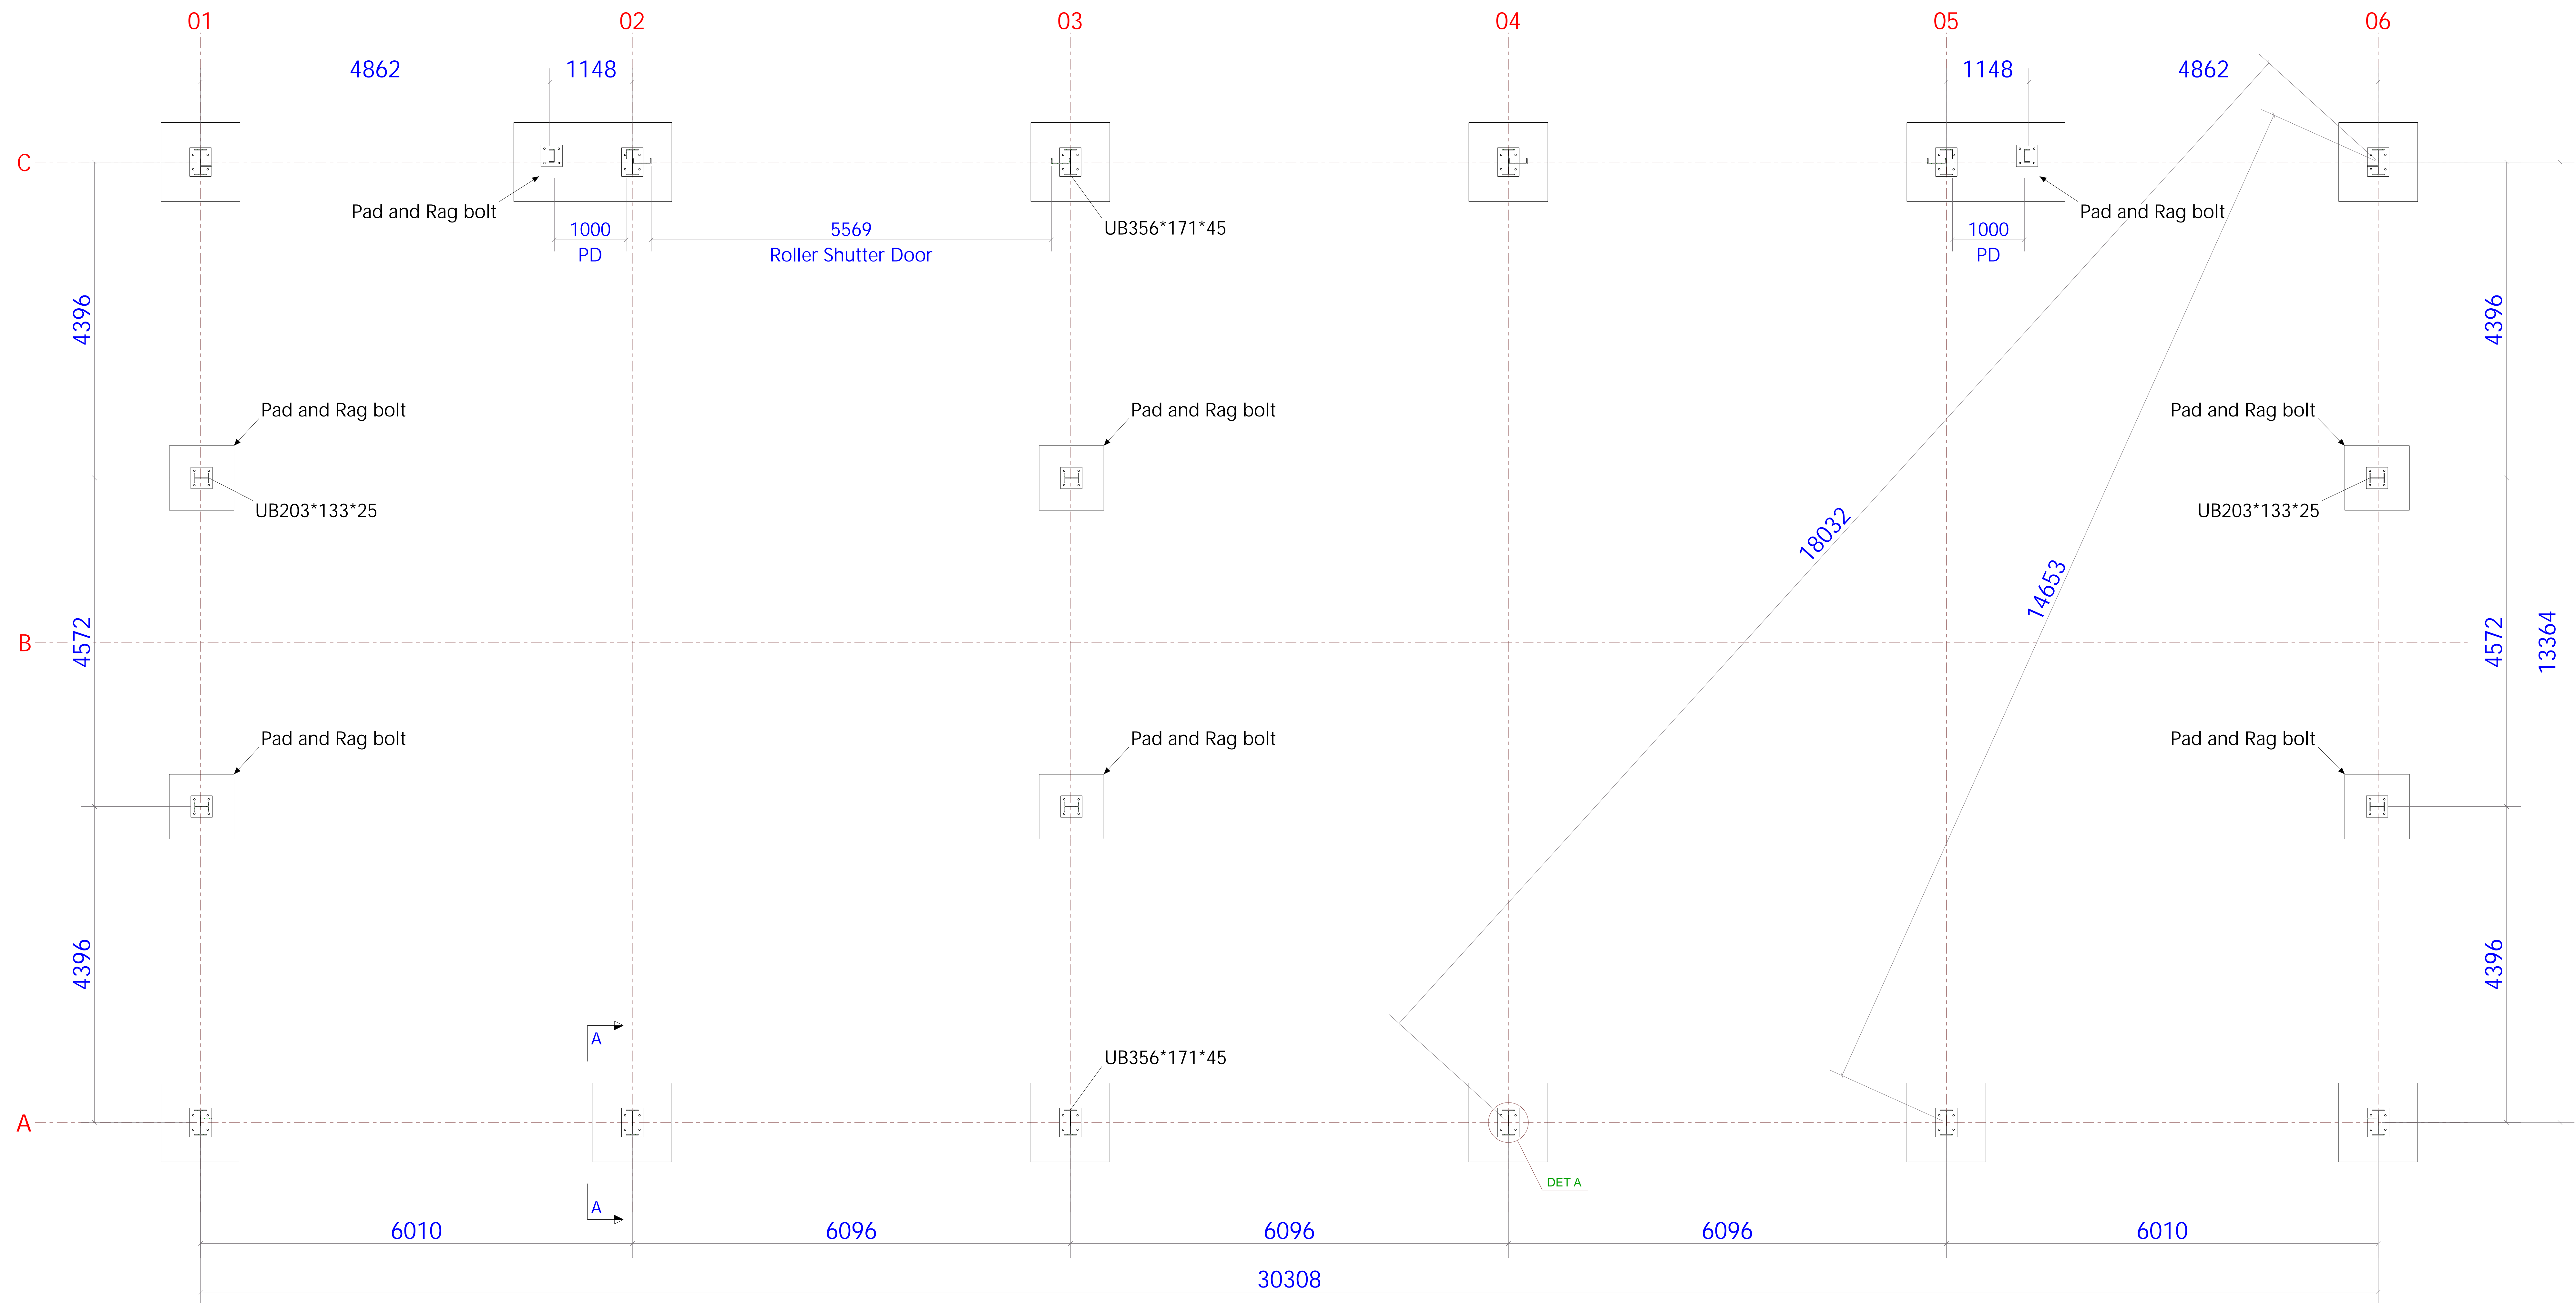 01
02
03
04
05
06
4862
1148
1148
4862
C
Pad and Rag bolt
Pad and Rag bolt
1000
PD
5569
Roller Shutter Door
UB356*171*45
1000
PD
4396
4396
Pad and Rag bolt
Pad and Rag bolt
Pad and Rag bolt
UB203*133*25
UB203*133*25
18032
14653
B
4572
4572
13364
Pad and Rag bolt
Pad and Rag bolt
Pad and Rag bolt
4396
4396
A
UB356*171*45
A
DET A
A
6010
6096
6096
6096
6010
30308